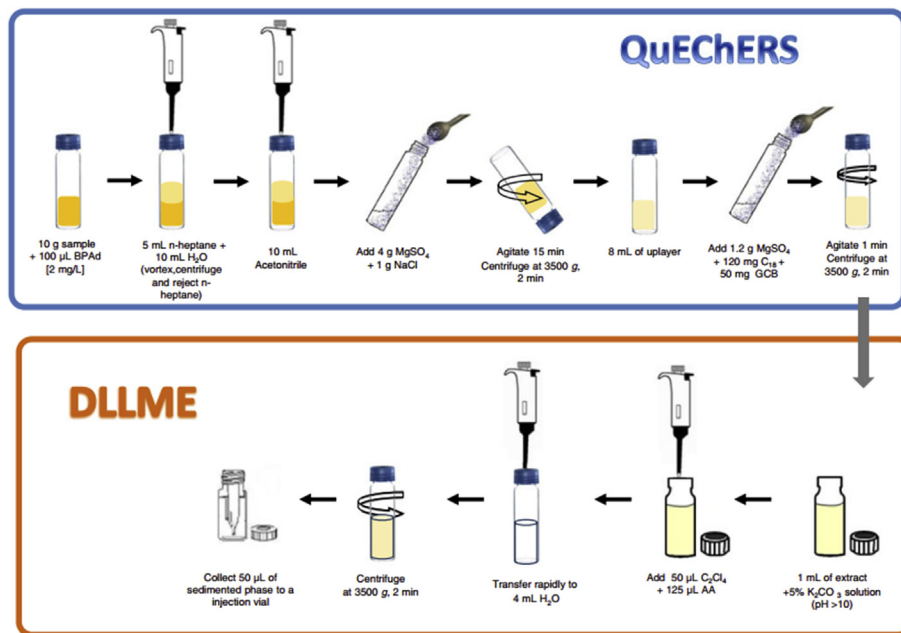 QuEChERS
10 g sample
+ 100 µL BPAd
[2 mg/L]
5 mL n-heptane +
10 mL H₂O
(vortex,centrifuge
and reject n-
heptane)
10 mL
Acetonitrile
Add 4 g MgSO₄
+ 1 g NaCl
Agitate 15 min
Centrifuge at 3500 g,
2 min
8 mL of uplayer
Add 1.2 g MgSO₄
+ 120 mg C₁₈ +
50 mg GCB
Agitate 1 min
Centrifuge at
3500 g, 2 min
DLLME
Collect 50 µL of
sedimented phase to a
injection vial
Centrifuge
at 3500 g, 2 min
Transfer rapidly to
4 mL H₂O
Add 50 µL C₂Cl₄
+ 125 µL AA
1 mL of extract
+5% K₂CO₃ solution
(pH >10)